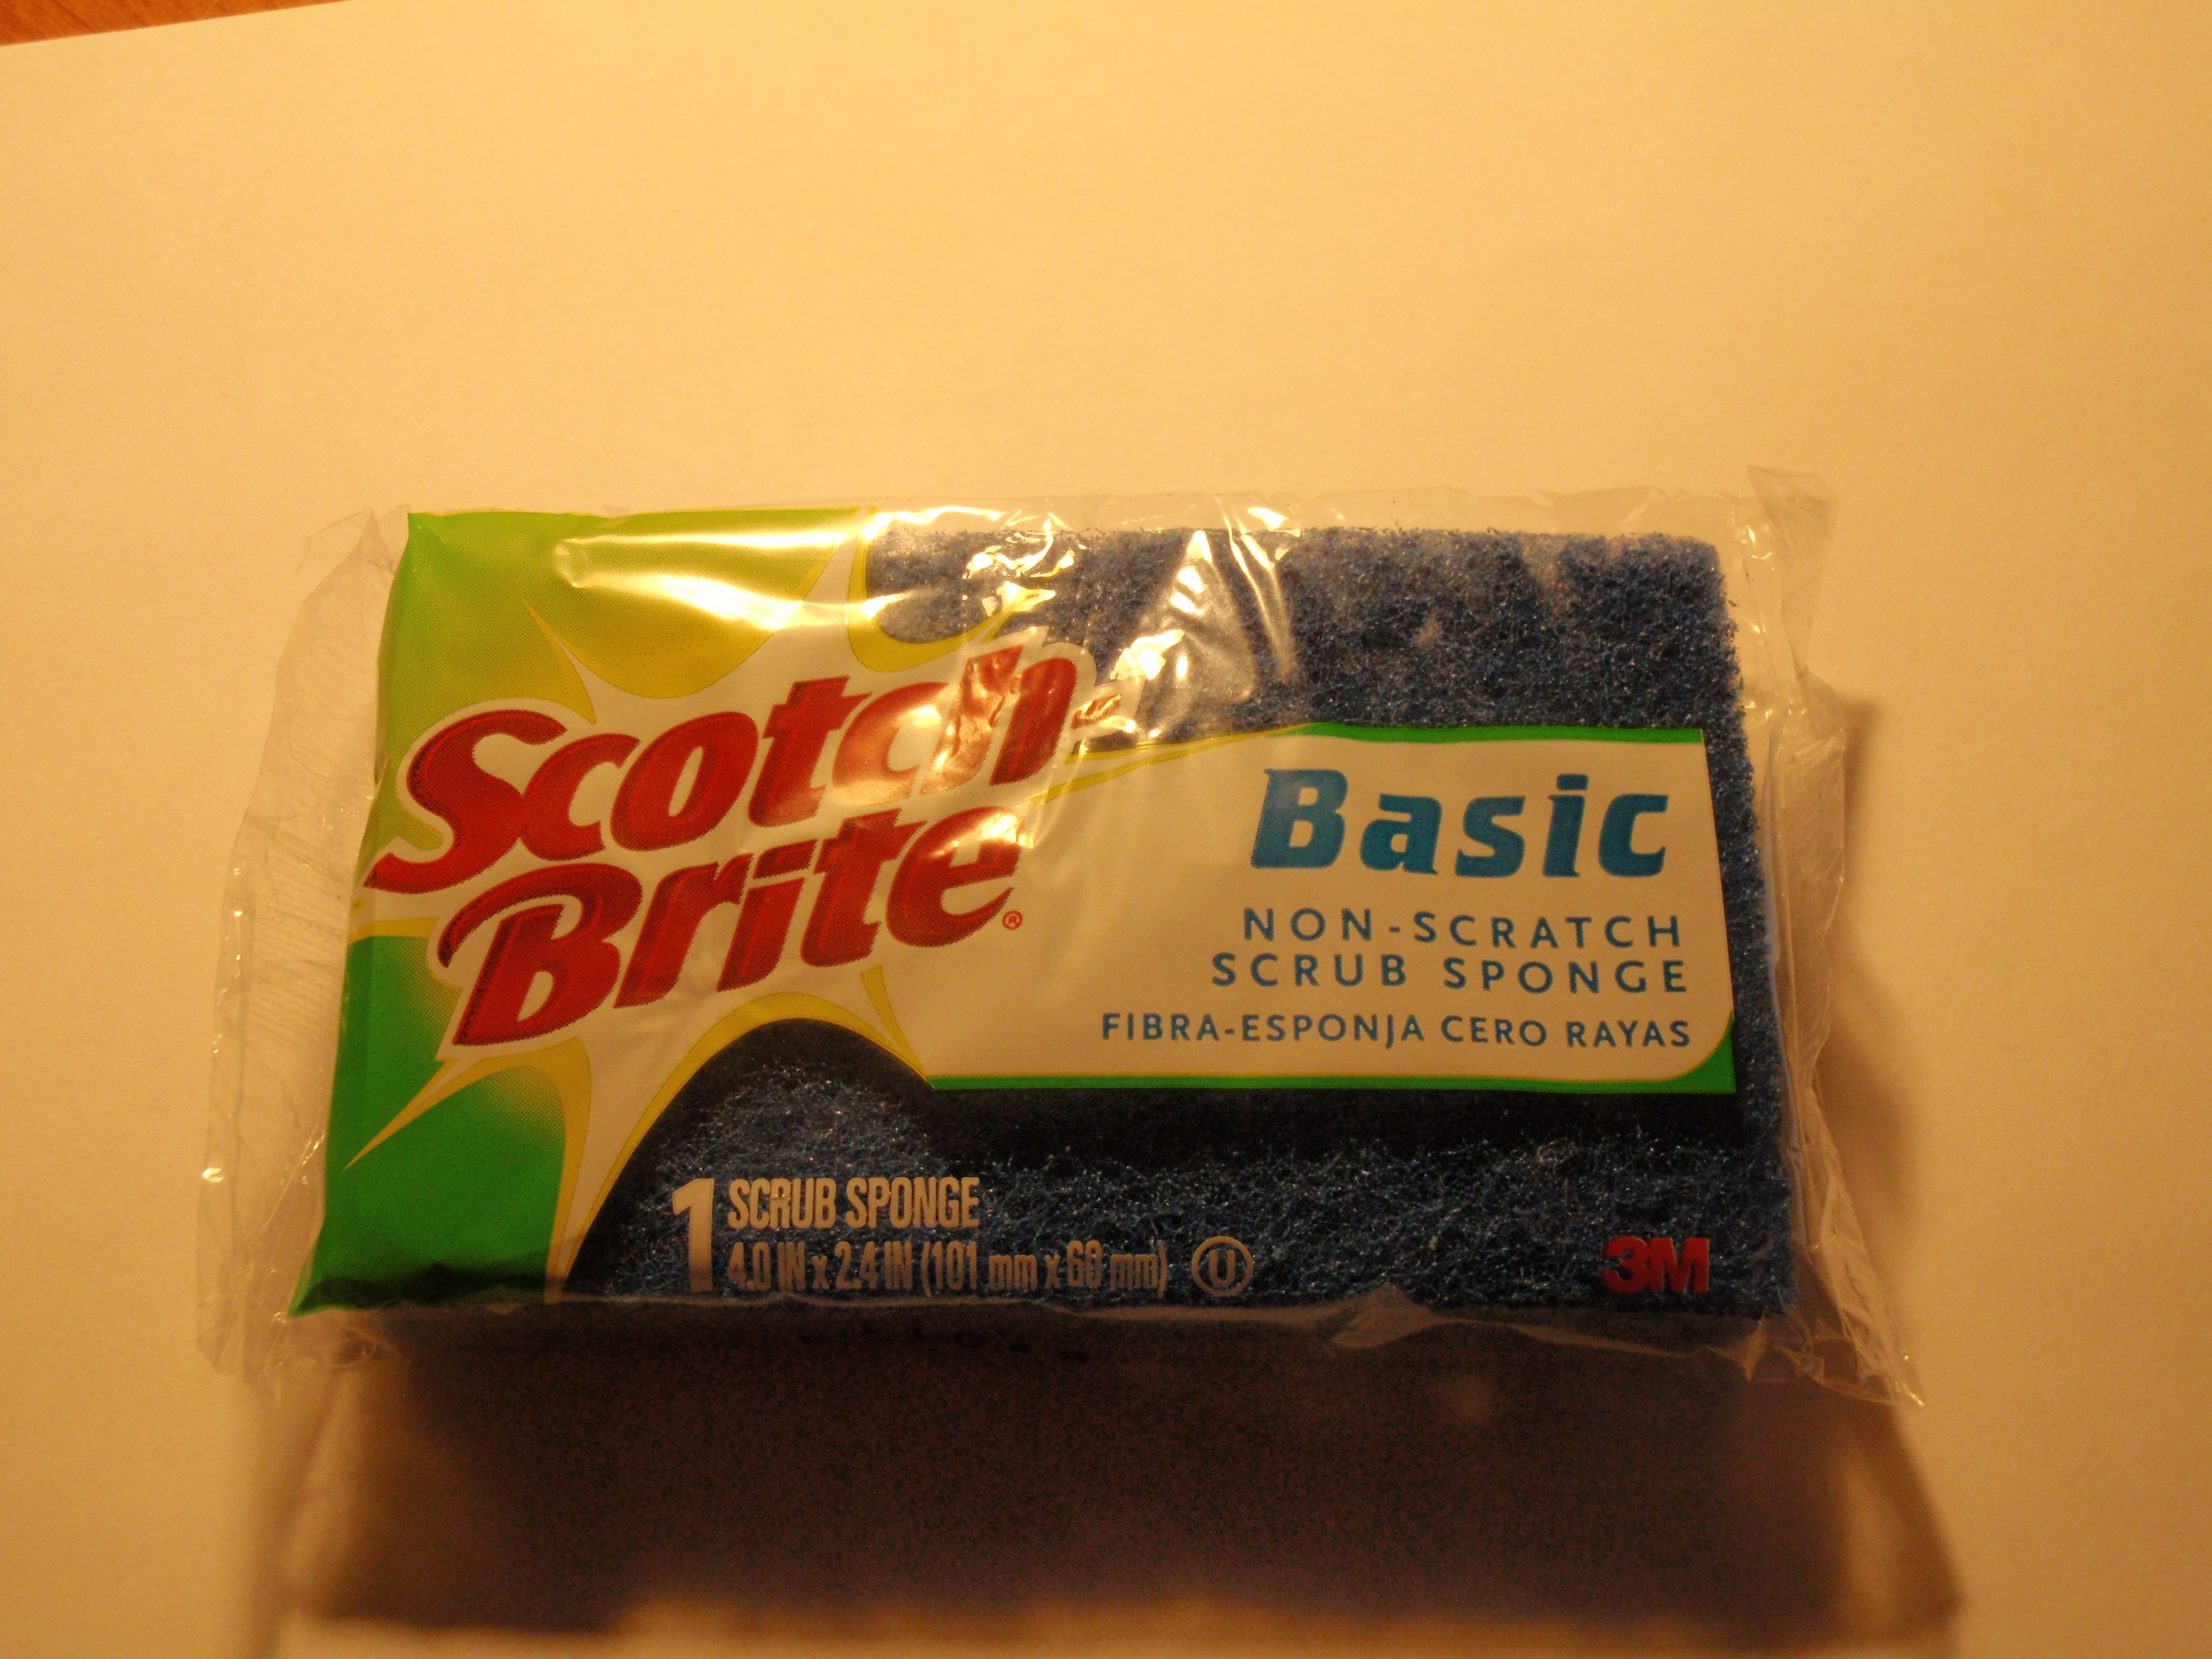 Scotch-
Brite®
Basic
NON-SCRATCH
SCRUB SPONGE
FIBRA-ESPONJA CERO RAYAS
1 SCRUB SPONGE
4.0 IN x 2.4 IN (101 mm x 60 mm) U
3M